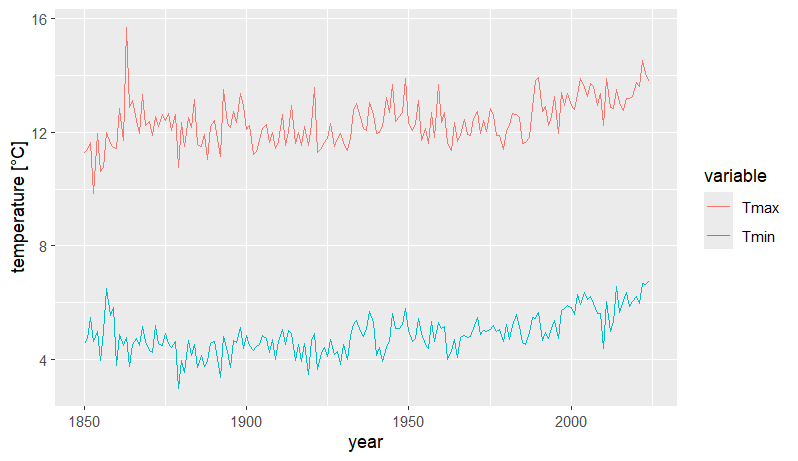 16
12
8
4
temperature [°C]
1850
1900
1950
2000
year
variable
Tmax
Tmin